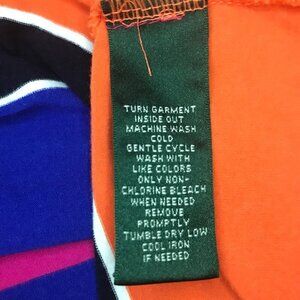 TURN GARMENT
INSIDE OUT
MACHINE WASH
COLD
GENTLE CYCLE
WASH WITH
LIKE COLORS
ONLY NON-
CHLORINE BLEACH
WHEN NEEDED
REMOVE
PROMPTLY
TUMBLE DRY LOW
COOL IRON
IF NEEDED